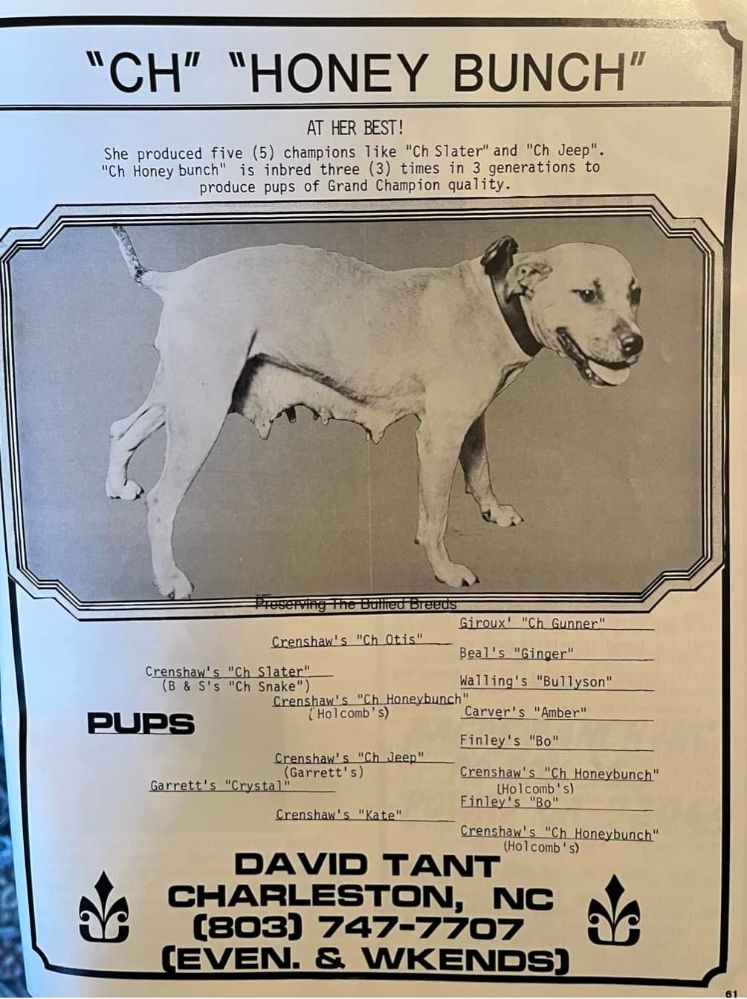 "CH" "HONEY BUNCH"
AT HER BEST!
She produced five (5) champions like "Ch Slater" and "Ch Jeep".
"Ch Honey bunch" is inbred three (3) times in 3 generations to
produce pups of Grand Champion quality.
Preserving The Bullied Breeds
Giroux' "Ch Gunner"
Crenshaw's "Ch Otis"
Beal's "Ginger"
Crenshaw's "Ch Slater"
(B & S's "Ch Snake")
Walling's "Bullyson"
Crenshaw's "Ch Honeybunch"
(Holcomb's)
Carver's "Amber"
PUPS
Finley's "Bo"
Crenshaw's "Ch Jeep"
(Garrett's)
Crenshaw's "Ch Honeybunch"
(Holcomb's)
Garrett's "Crystal"
Finley's "Bo"
Crenshaw's "Kate"
Crenshaw's "Ch Honeybunch"
(Holcomb's)
DAVID TANT
CHARLESTON, NC
(803) 747-7707
(EVEN. & WKENDS)
61